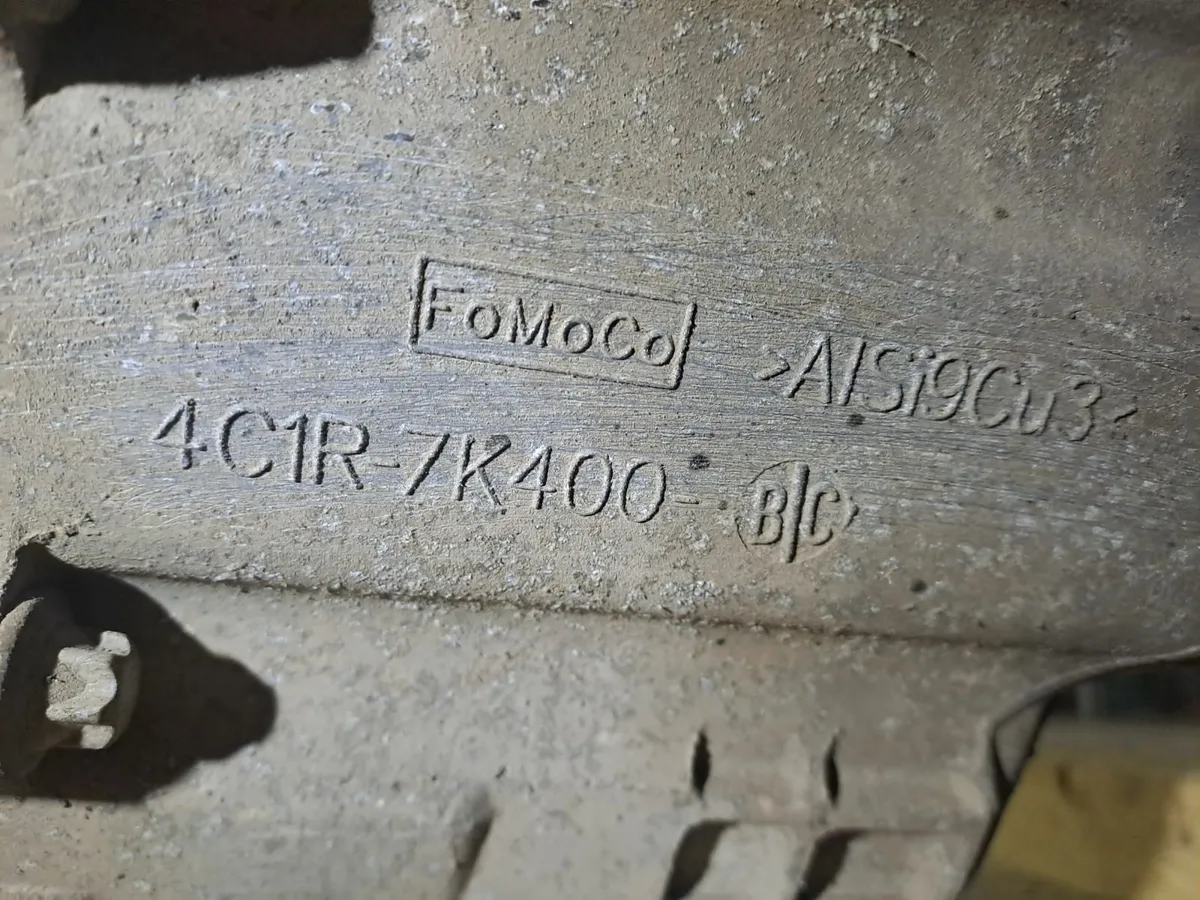 FoMoCo
>AlSi9Cu3<
4C1R-7K400- B|C